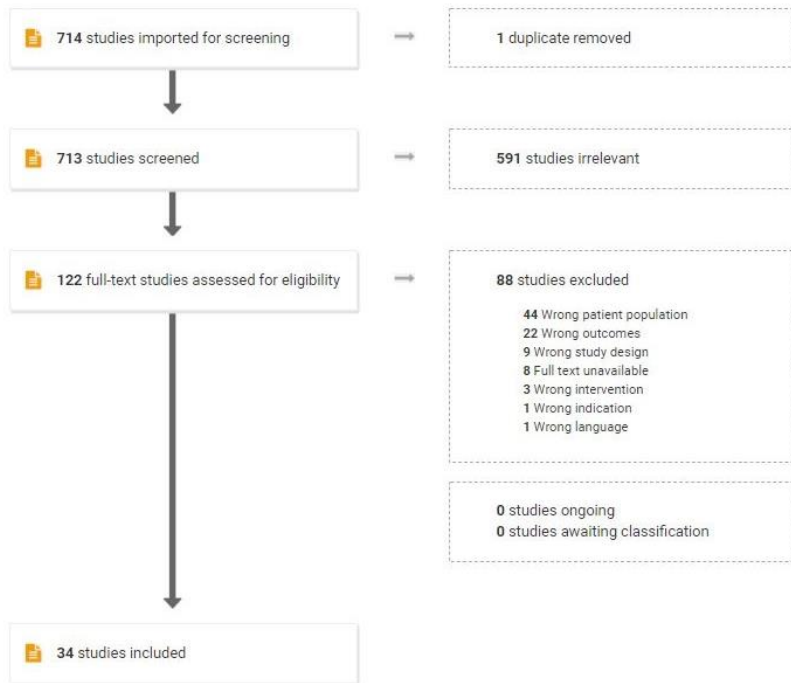 714 studies imported for screening
1 duplicate removed
713 studies screened
591 studies irrelevant
122 full-text studies assessed for eligibility
88 studies excluded
44 Wrong patient population
22 Wrong outcomes
9 Wrong study design
8 Full text unavailable
3 Wrong intervention
1 Wrong indication
1 Wrong language
0 studies ongoing
0 studies awaiting classification
34 studies included